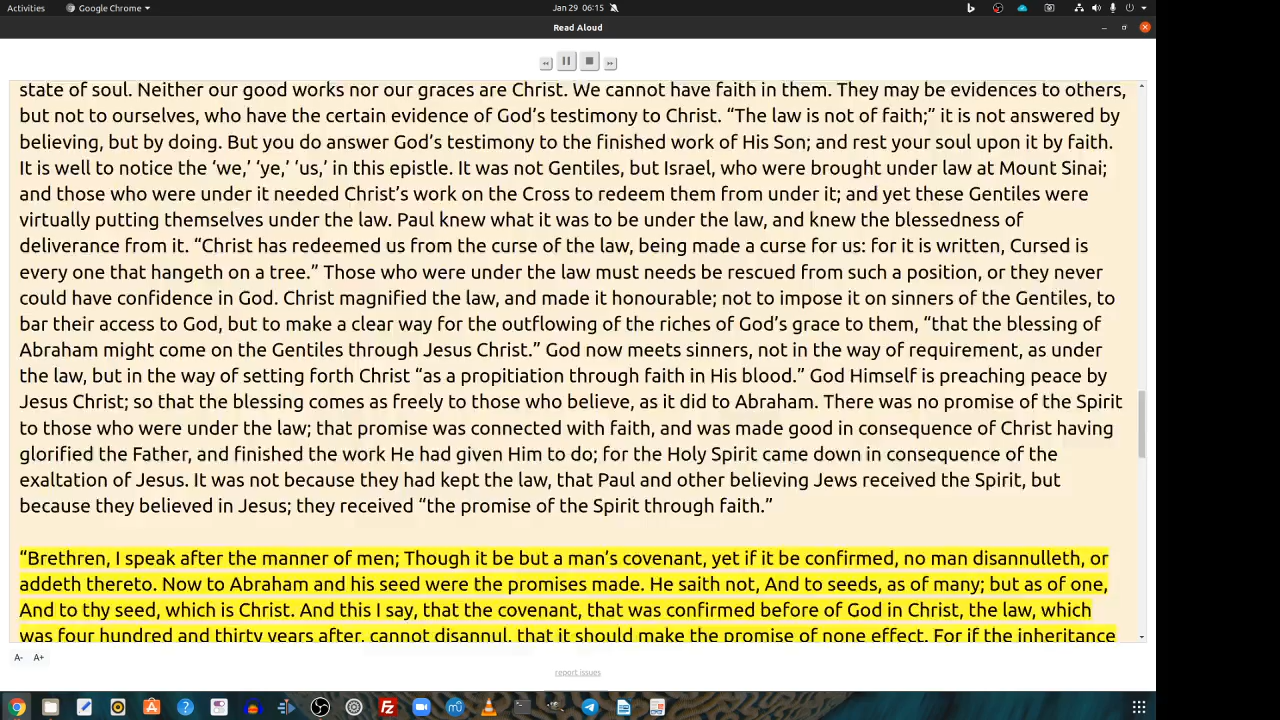 Activities
Google Chrome
Jan 29 06:15
Read Aloud
state of soul. Neither our good works nor our graces are Christ. We cannot have faith in them. They may be evidences to others,
but not to ourselves, who have the certain evidence of God’s testimony to Christ. “The law is not of faith;” it is not answered by
believing, but by doing. But you do answer God’s testimony to the finished work of His Son; and rest your soul upon it by faith.
It is well to notice the ‘we,’ ‘ye,’ ‘us,’ in this epistle. It was not Gentiles, but Israel, who were brought under law at Mount Sinai;
and those who were under it needed Christ’s work on the Cross to redeem them from under it; and yet these Gentiles were
virtually putting themselves under the law. Paul knew what it was to be under the law, and knew the blessedness of
deliverance from it. “Christ has redeemed us from the curse of the law, being made a curse for us: for it is written, Cursed is
every one that hangeth on a tree.” Those who were under the law must needs be rescued from such a position, or they never
could have confidence in God. Christ magnified the law, and made it honourable; not to impose it on sinners of the Gentiles, to
bar their access to God, but to make a clear way for the outflowing of the riches of God’s grace to them, “that the blessing of
Abraham might come on the Gentiles through Jesus Christ.” God now meets sinners, not in the way of requirement, as under
the law, but in the way of setting forth Christ “as a propitiation through faith in His blood.” God Himself is preaching peace by
Jesus Christ; so that the blessing comes as freely to those who believe, as it did to Abraham. There was no promise of the Spirit
to those who were under the law; that promise was connected with faith, and was made good in consequence of Christ having
glorified the Father, and finished the work He had given Him to do; for the Holy Spirit came down in consequence of the
exaltation of Jesus. It was not because they had kept the law, that Paul and other believing Jews received the Spirit, but
because they believed in Jesus; they received “the promise of the Spirit through faith.”
“Brethren, I speak after the manner of men; Though it be but a man’s covenant, yet if it be confirmed, no man disannulleth, or
addeth thereto. Now to Abraham and his seed were the promises made. He saith not, And to seeds, as of many; but as of one,
And to thy seed, which is Christ. And this I say, that the covenant, that was confirmed before of God in Christ, the law, which
was four hundred and thirty years after, cannot disannul, that it should make the promise of none effect. For if the inheritance
A- A+
report issues